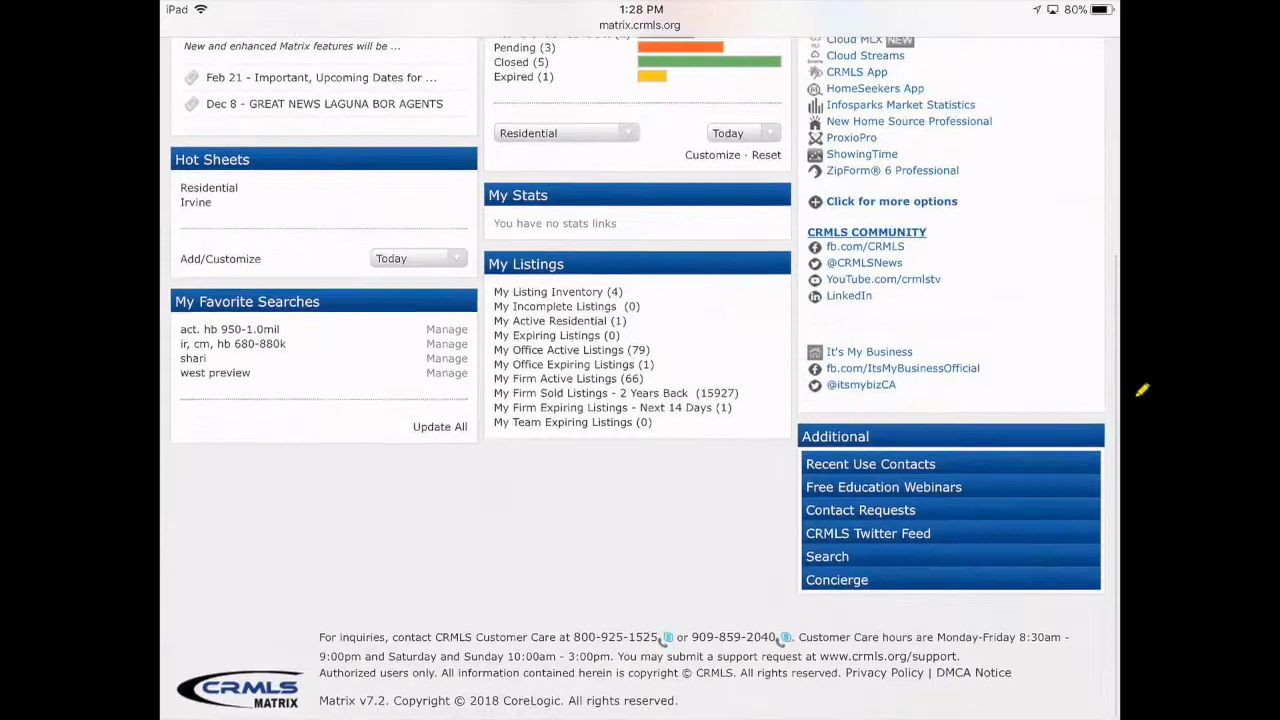 iPad
1:28 PM
80%
matrix.crmls.org
New and enhanced Matrix features will be ...
Feb 21 - Important, Upcoming Dates for ...
Dec 8 - GREAT NEWS LAGUNA BOR AGENTS
Hot Sheets
Residential
Irvine
Add/Customize
Today
My Favorite Searches
act. hb 950-1.0mil Manage
ir, cm, hb 680-880k Manage
shari Manage
west preview Manage
Update All
Pending (3)
Closed (5)
Expired (1)
Residential
Today
Customize · Reset
My Stats
You have no stats links
My Listings
My Listing Inventory (4)
My Incomplete Listings (0)
My Active Residential (1)
My Expiring Listings (0)
My Office Active Listings (79)
My Office Expiring Listings (1)
My Firm Active Listings (66)
My Firm Sold Listings - 2 Years Back (15927)
My Firm Expiring Listings - Next 14 Days (1)
My Team Expiring Listings (0)
Cloud MLX NEW
Cloud Streams
CRMLS App
HomeSeekers App
Infosparks Market Statistics
New Home Source Professional
ProxioPro
ShowingTime
ZipForm® 6 Professional
Click for more options
CRMLS COMMUNITY
fb.com/CRMLS
@CRMLSNews
YouTube.com/crmlstv
LinkedIn
It's My Business
fb.com/ItsMyBusinessOfficial
@itsmybizCA
Additional
Recent Use Contacts
Free Education Webinars
Contact Requests
CRMLS Twitter Feed
Search
Concierge
For inquiries, contact CRMLS Customer Care at 800-925-1525 or 909-859-2040. Customer Care hours are Monday-Friday 8:30am -
9:00pm and Saturday and Sunday 10:00am - 3:00pm. You may submit a support request at www.crmls.org/support.
Authorized users only. All information contained herein is copyright © CRMLS. All rights reserved. Privacy Policy | DMCA Notice
Matrix v7.2. Copyright © 2018 CoreLogic. All rights reserved.
CRMLS
MATRIX